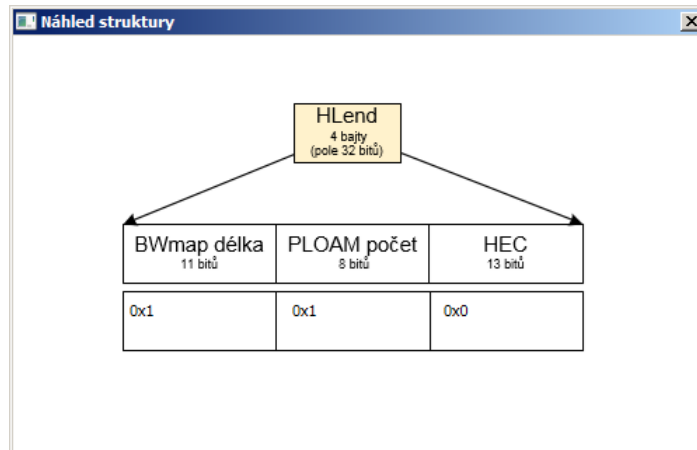 Náhled struktury
HLend
4 bajty
(pole 32 bitů)
BWmap délka
11 bitů
PLOAM počet
8 bitů
HEC
13 bitů
0x1
0x1
0x0